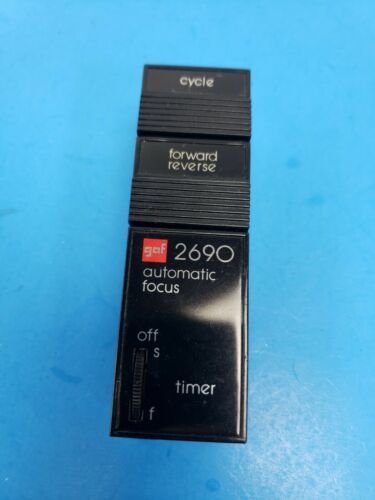 cycle
forward
reverse
gaf 2690
automatic
focus
off
s
timer
f